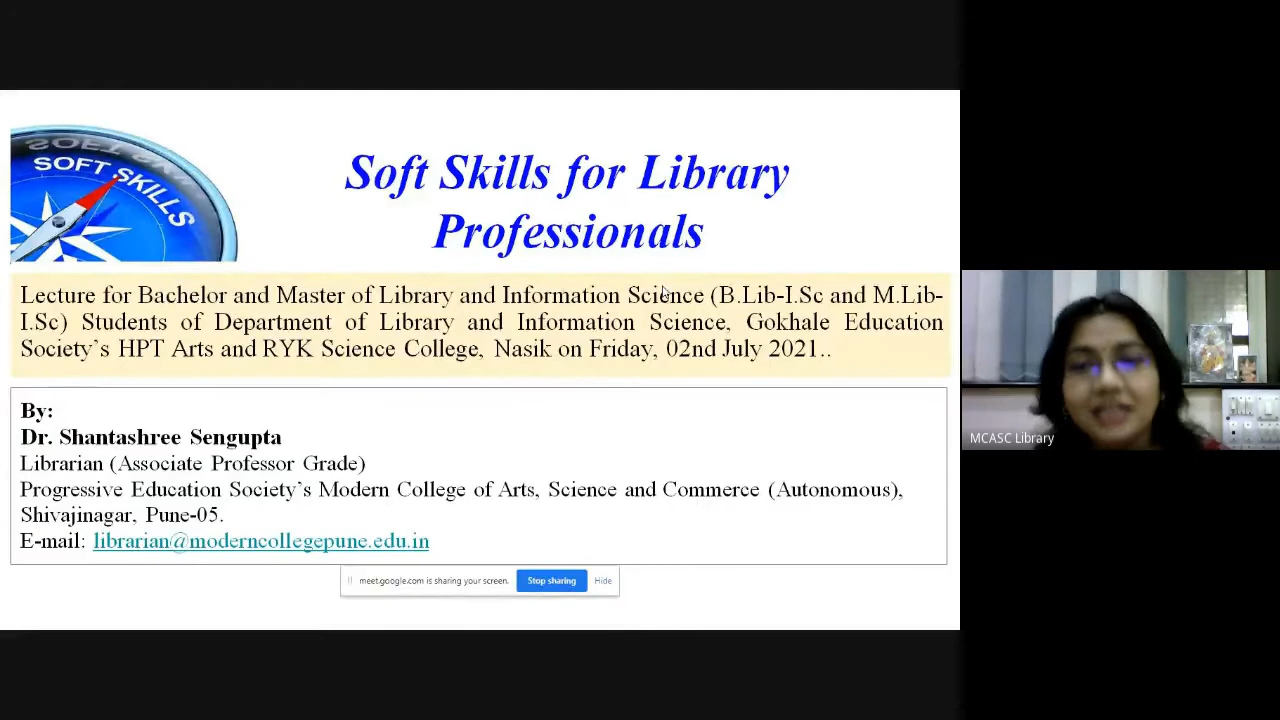 SOFT SKILLS
SOFT SKILLS
Soft Skills for Library
Professionals
Lecture for Bachelor and Master of Library and Information Science (B.Lib-I.Sc and M.Lib-
I.Sc) Students of Department of Library and Information Science, Gokhale Education
Society's HPT Arts and RYK Science College, Nasik on Friday, 02nd July 2021..
By:
Dr. Shantashree Sengupta
Librarian (Associate Professor Grade)
Progressive Education Society's Modern College of Arts, Science and Commerce (Autonomous),
Shivajinagar, Pune-05.
E-mail: librarian@moderncollegepune.edu.in
meet.google.com is sharing your screen. Stop sharing Hide
MCASC Library